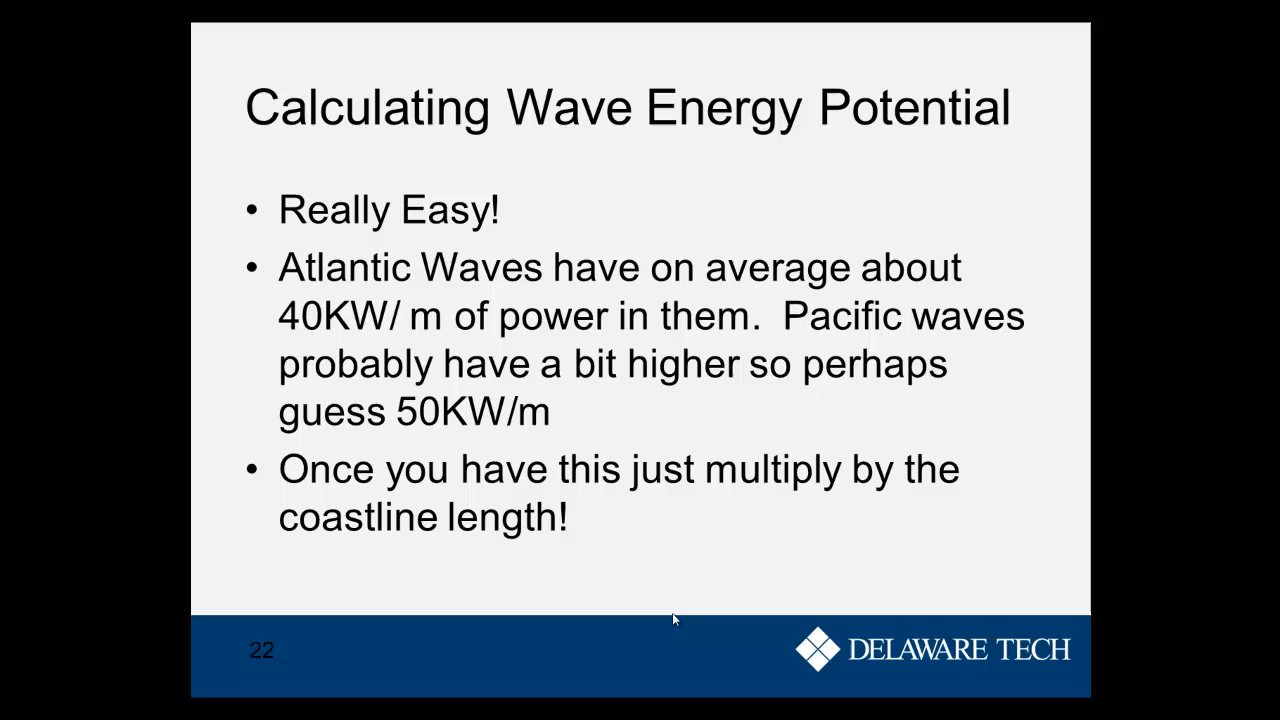 Calculating Wave Energy Potential
• Really Easy!
• Atlantic Waves have on average about
40KW/ m of power in them.  Pacific waves
probably have a bit higher so perhaps
guess 50KW/m
• Once you have this just multiply by the
coastline length!
22
DELAWARE TECH